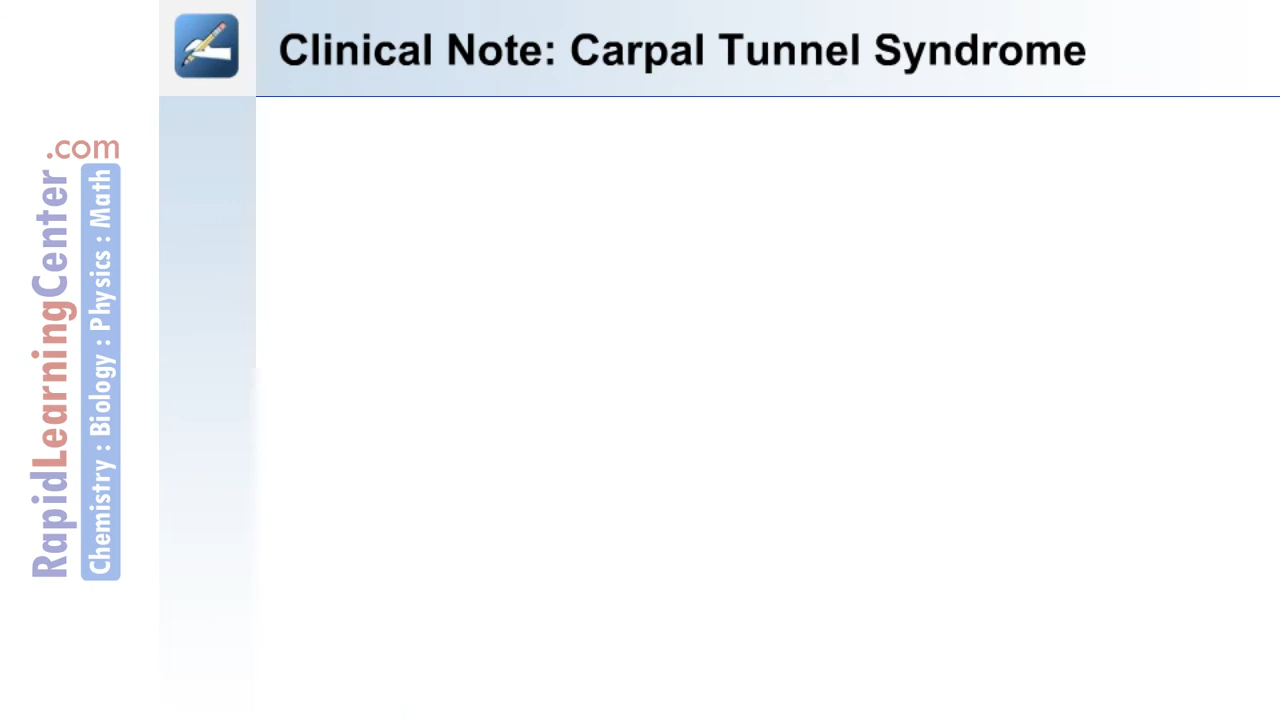 Clinical Note: Carpal Tunnel Syndrome
RapidLearningCenter
.com
Chemistry : Biology : Physics : Math